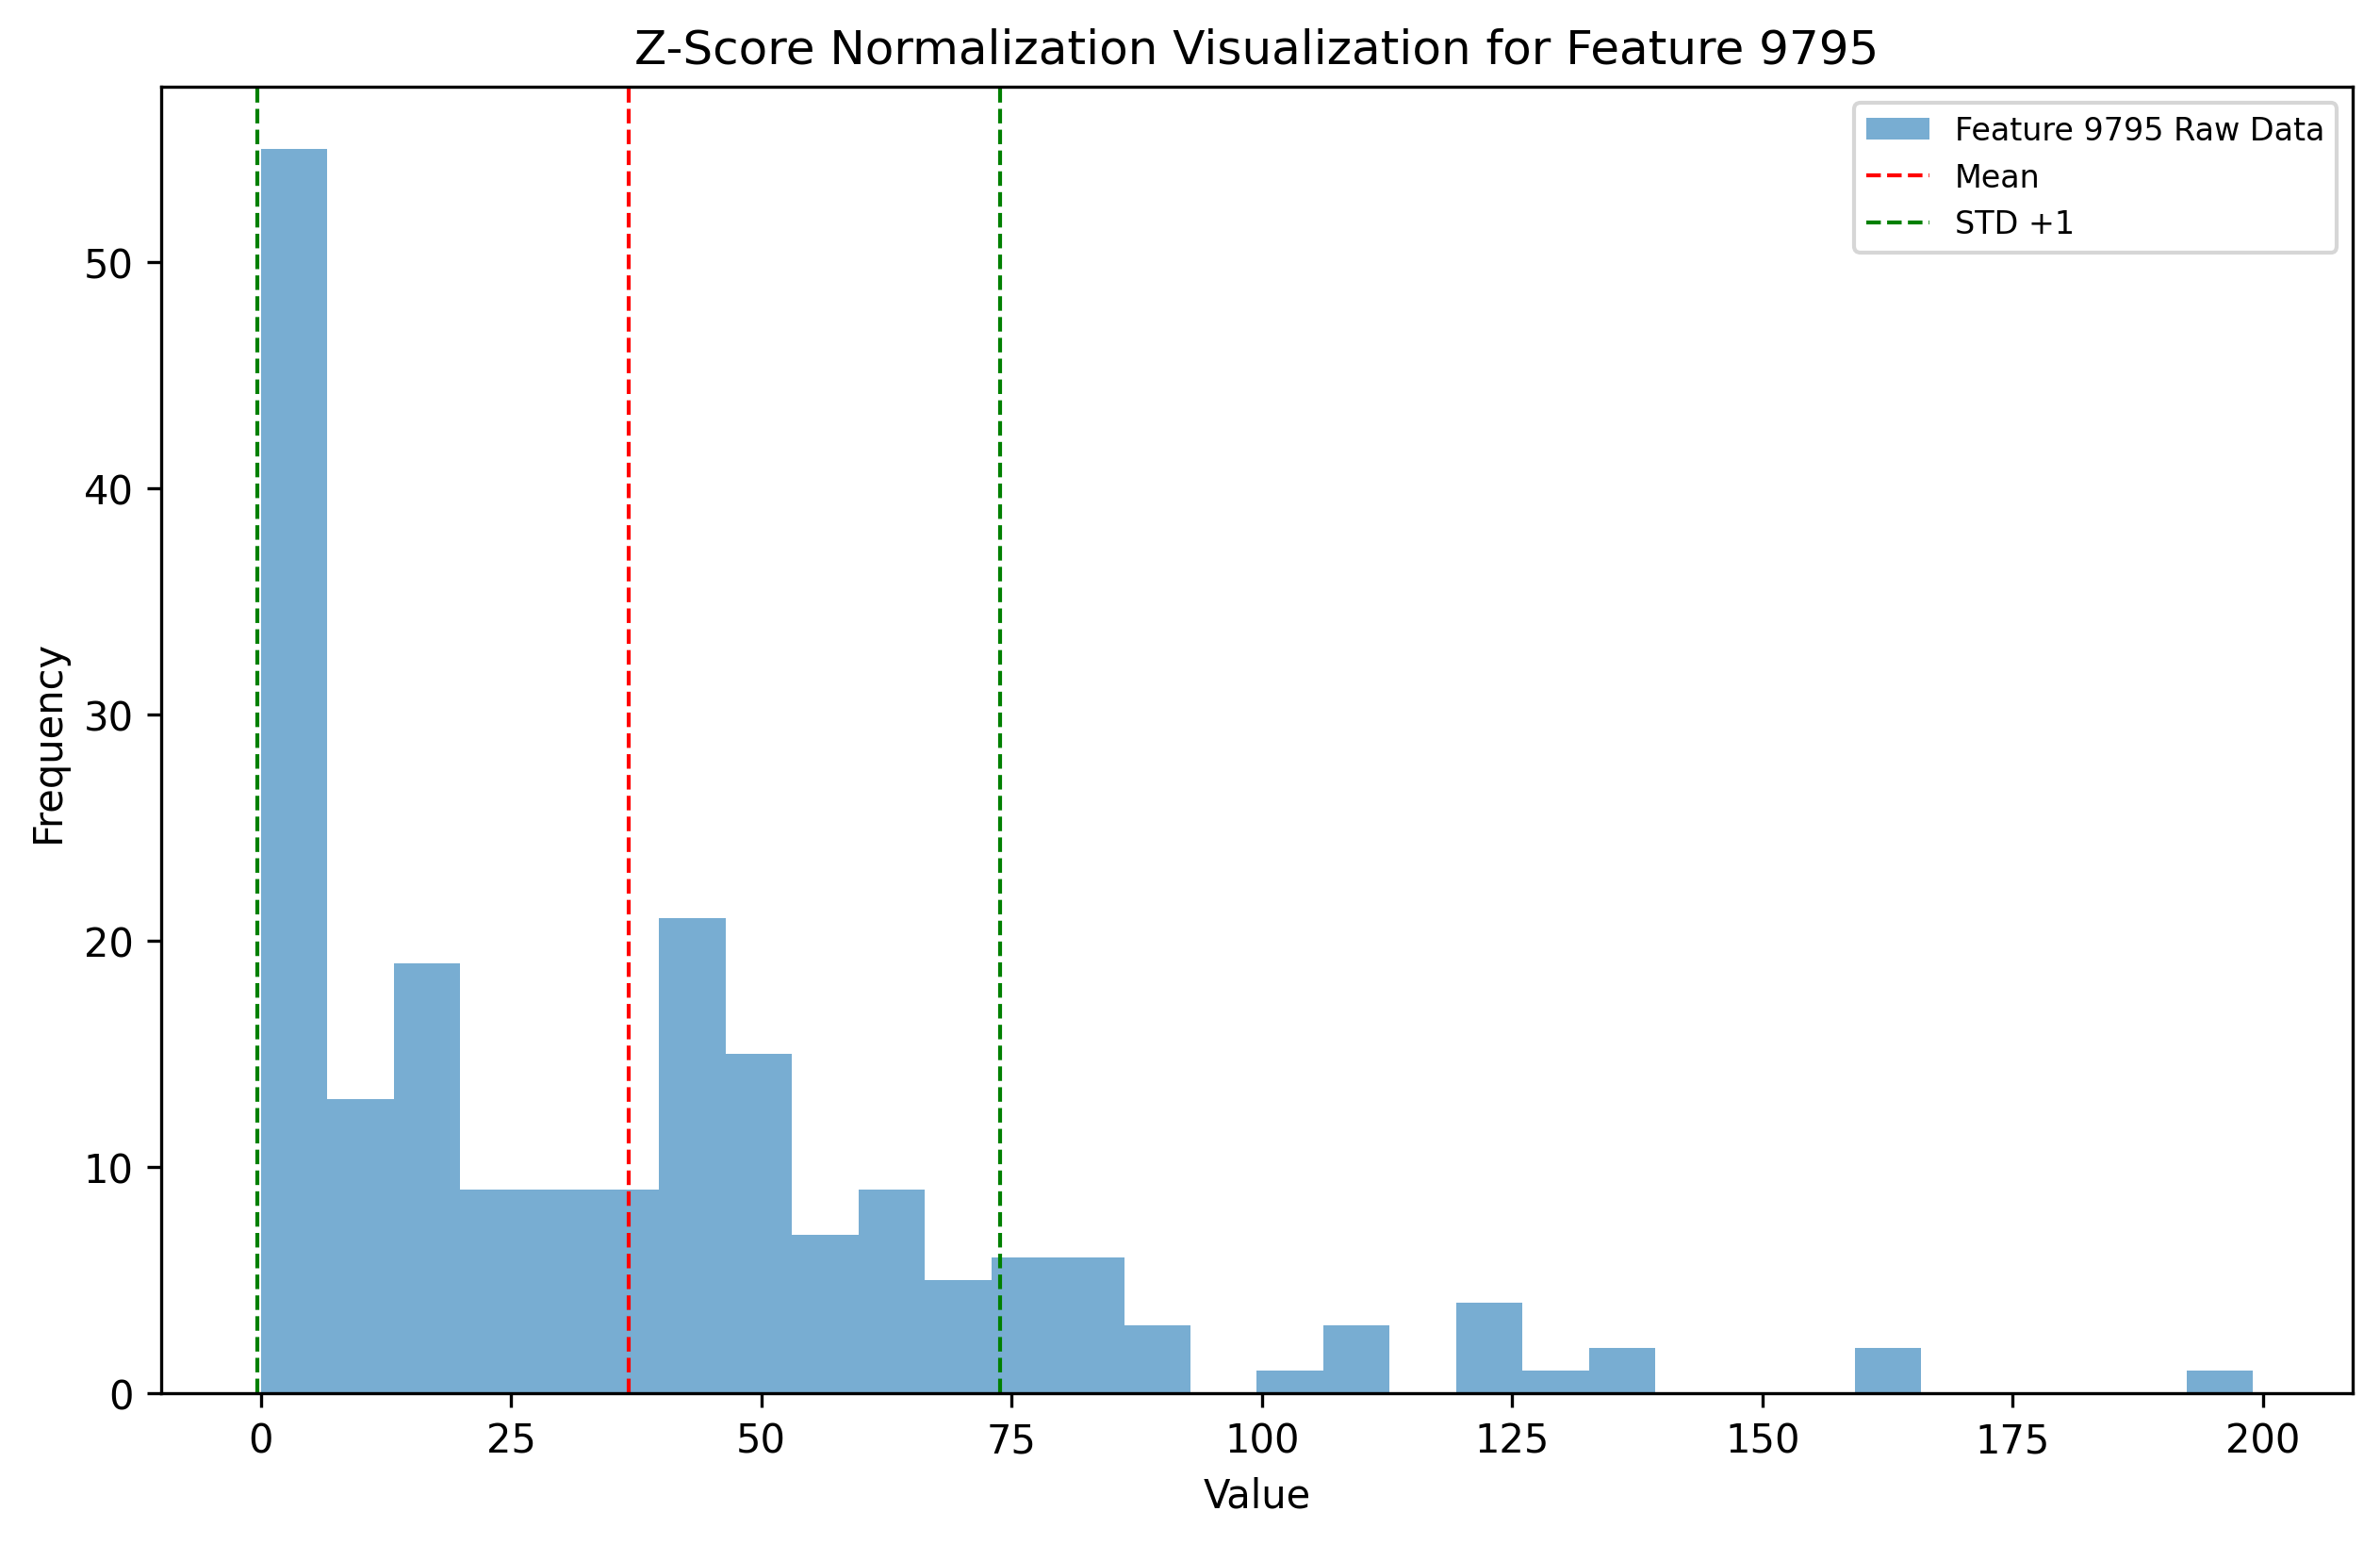 Z-Score Normalization Visualization for Feature 9795
Feature 9795 Raw Data
Mean
STD +1
Frequency
50
40
30
20
10
0
0 25 50 75 100 125 150 175 200
Value